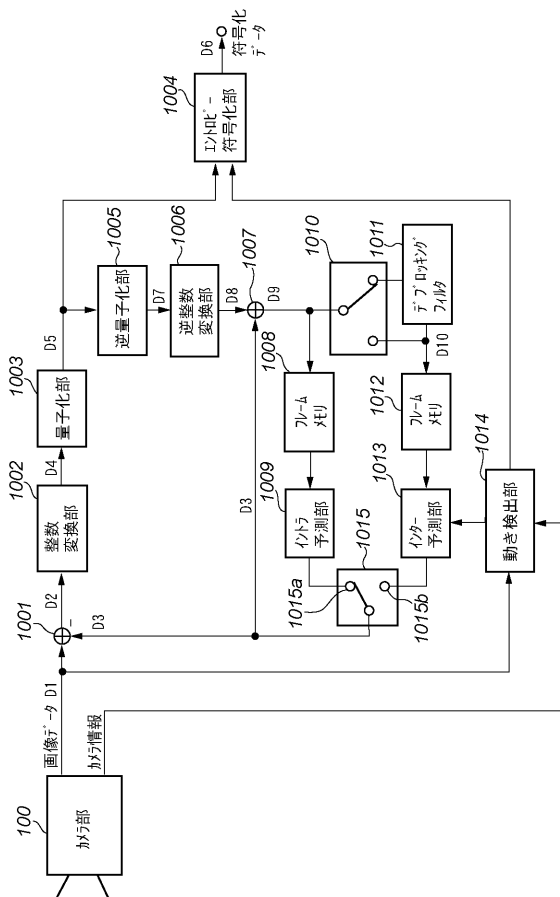 100
カメラ部
画像データ D1
カメラ情報
1001
-
D2
D3
1002
整数
変換部
D4
1003
量子化部
D5
1004
エントロピー
符号化部
D6
符号化
データ
1005
逆量子化部
D7
1006
逆整数
変換部
D8
1007
D9
D3
1008
フレーム
メモリ
1009
イントラ
予測部
1010
1011
デブロッキング
フィルタ
D10
1012
フレーム
メモリ
1013
インター
予測部
1014
動き検出部
1015
1015a
1015b